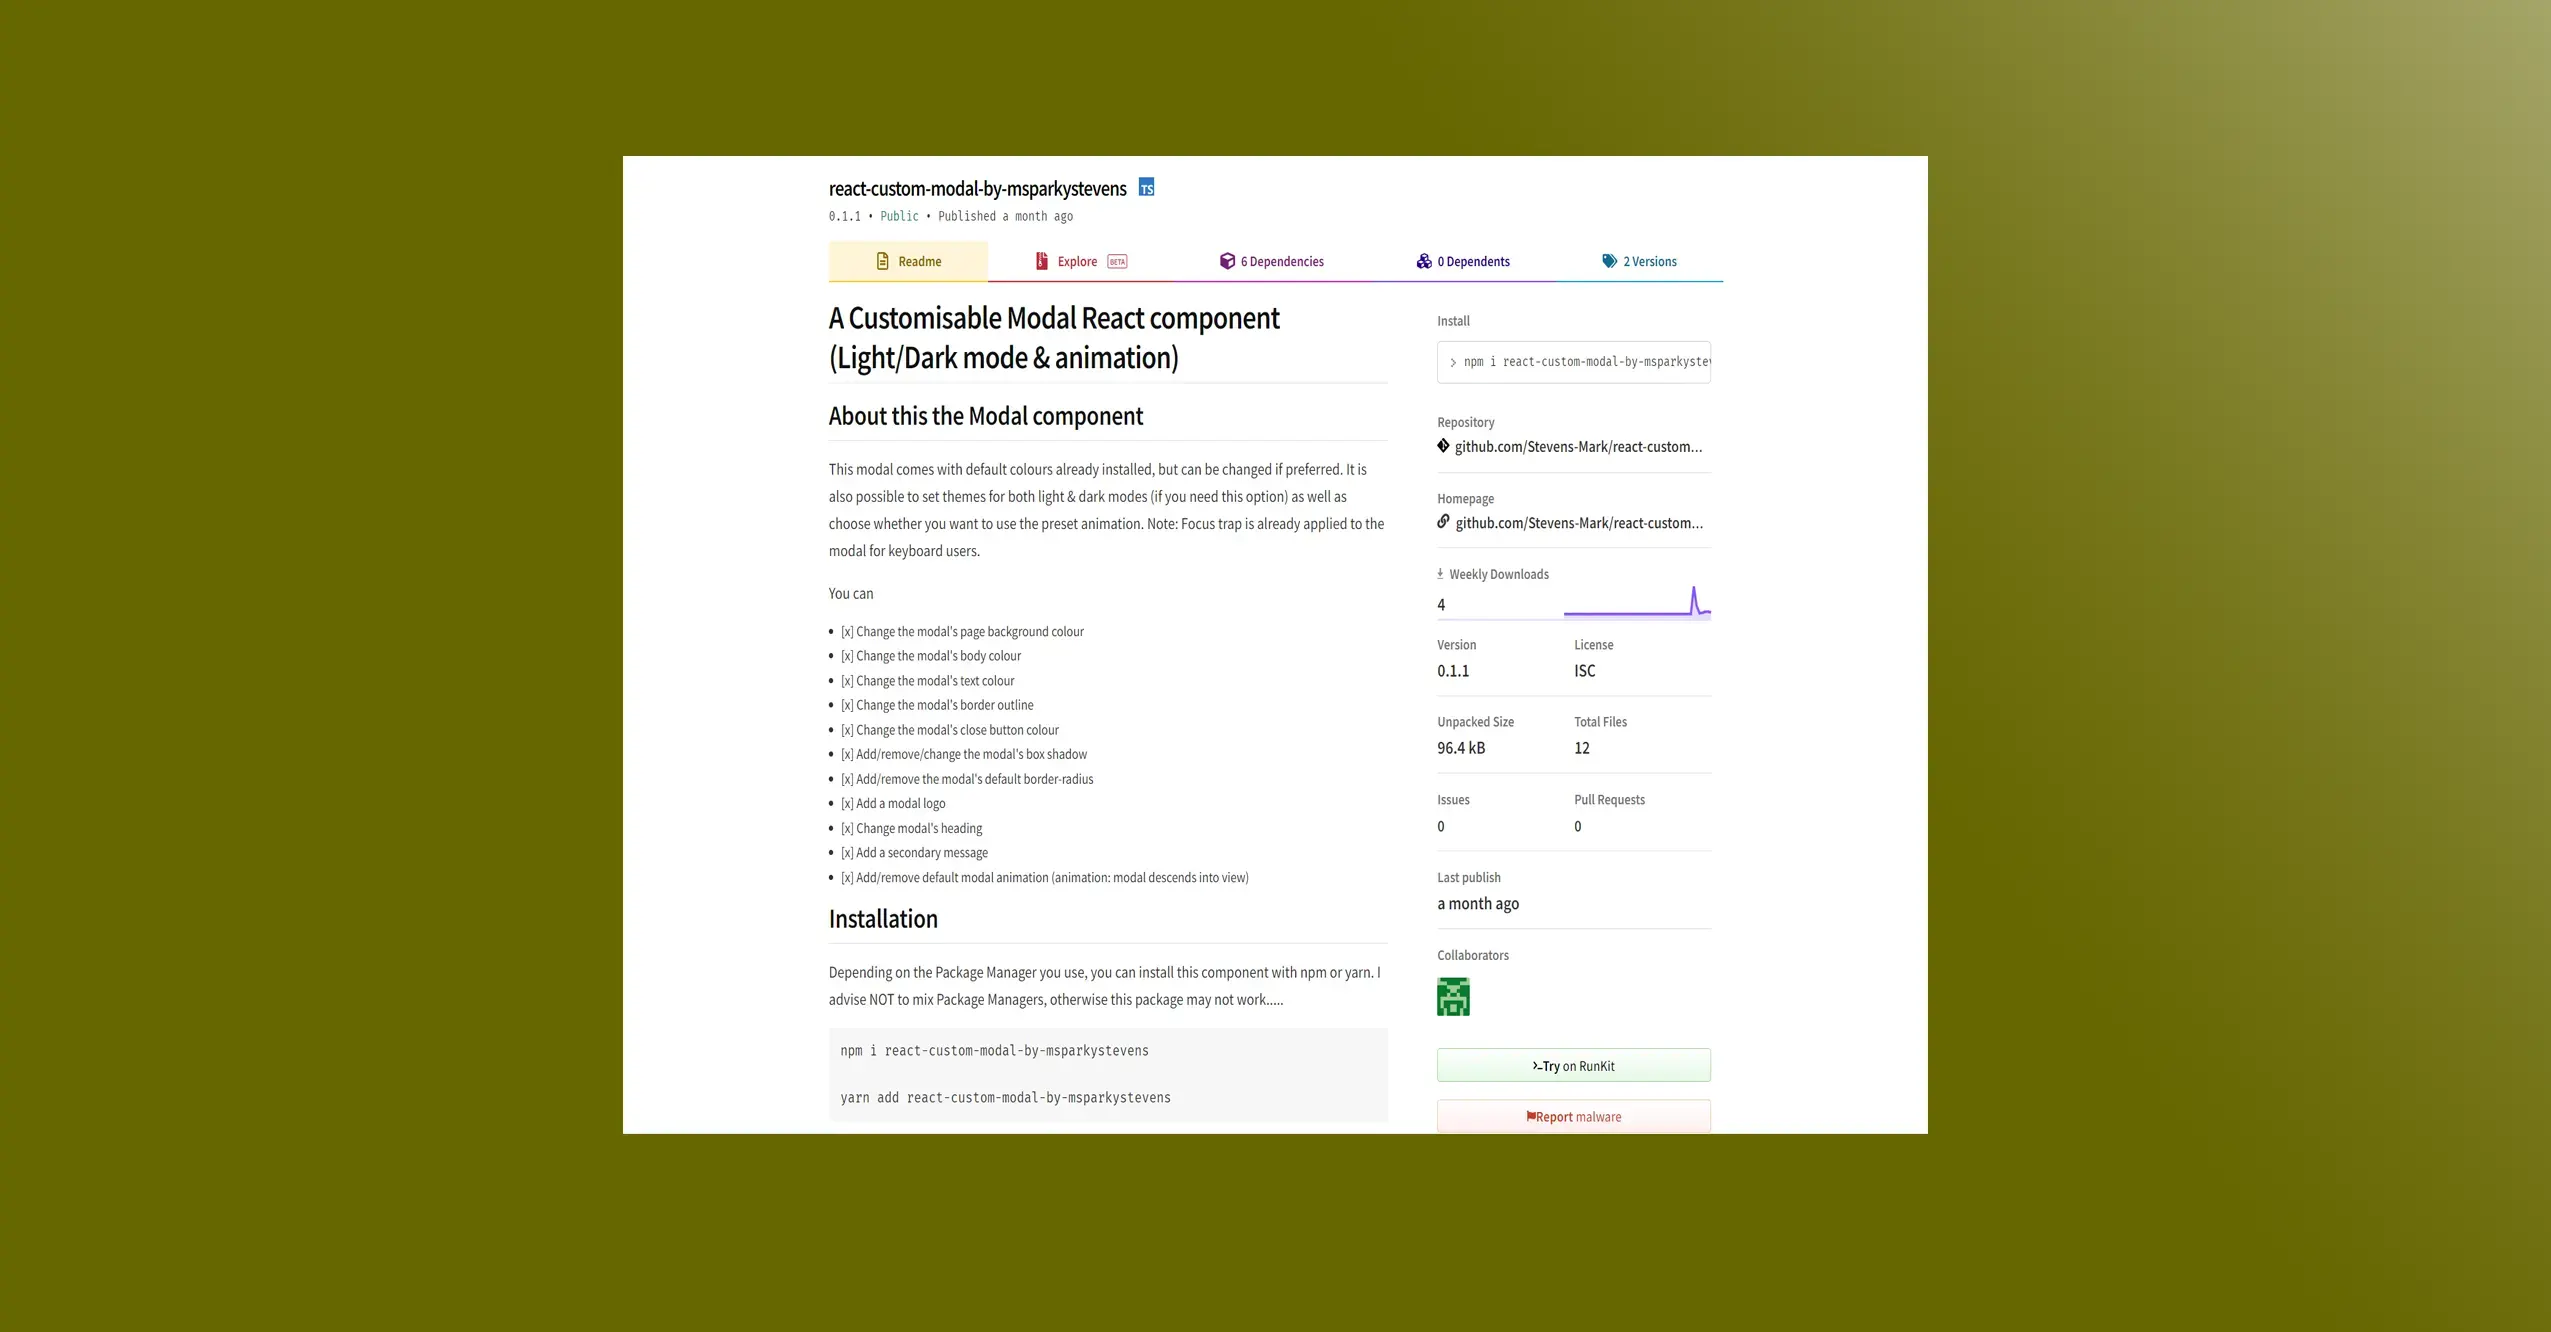 react-custom-modal-by-msparkystevens TS
0.1.1 • Public • Published a month ago
Readme
Explore BETA
6 Dependencies
0 Dependents
2 Versions
A Customisable Modal React component
(Light/Dark mode & animation)
About this the Modal component
This modal comes with default colours already installed, but can be changed if preferred. It is
also possible to set themes for both light & dark modes (if you need this option) as well as
choose whether you want to use the preset animation. Note: Focus trap is already applied to the
modal for keyboard users.
You can
• [x] Change the modal's page background colour
• [x] Change the modal's body colour
• [x] Change the modal's text colour
• [x] Change the modal's border outline
• [x] Change the modal's close button colour
• [x] Add/remove/change the modal's box shadow
• [x] Add/remove the modal's default border-radius
• [x] Add a modal logo
• [x] Change modal's heading
• [x] Add a secondary message
• [x] Add/remove default modal animation (animation: modal descends into view)
Installation
Depending on the Package Manager you use, you can install this component with npm or yarn. I
advise NOT to mix Package Managers, otherwise this package may not work.....
npm i react-custom-modal-by-msparkystevens
yarn add react-custom-modal-by-msparkystevens
Install
> npm i react-custom-modal-by-msparkystev
Repository
github.com/Stevens-Mark/react-custom...
Homepage
github.com/Stevens-Mark/react-custom...
Weekly Downloads
4
Version
License
0.1.1
ISC
Unpacked Size
Total Files
96.4 kB
12
Issues
Pull Requests
0
0
Last publish
a month ago
Collaborators
Try on RunKit
Report malware